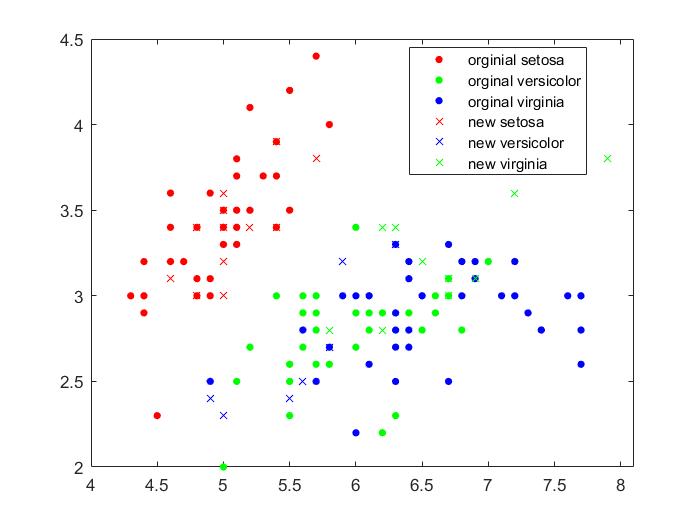 4.5
4
3.5
3
2.5
2
4 4.5 5 5.5 6 6.5 7 7.5 8
orginial setosa
orginal versicolor
orginal virginia
new setosa
new versicolor
new virginia